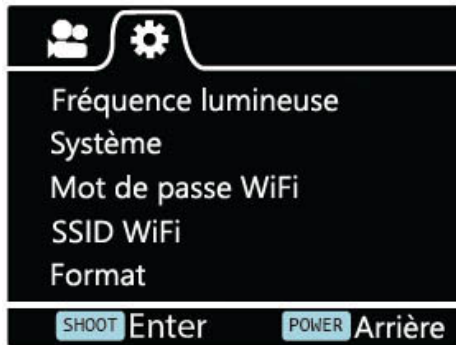 Fréquence lumineuse
Système
Mot de passe WiFi
SSID WiFi
Format
SHOOT Enter POWER Arrière